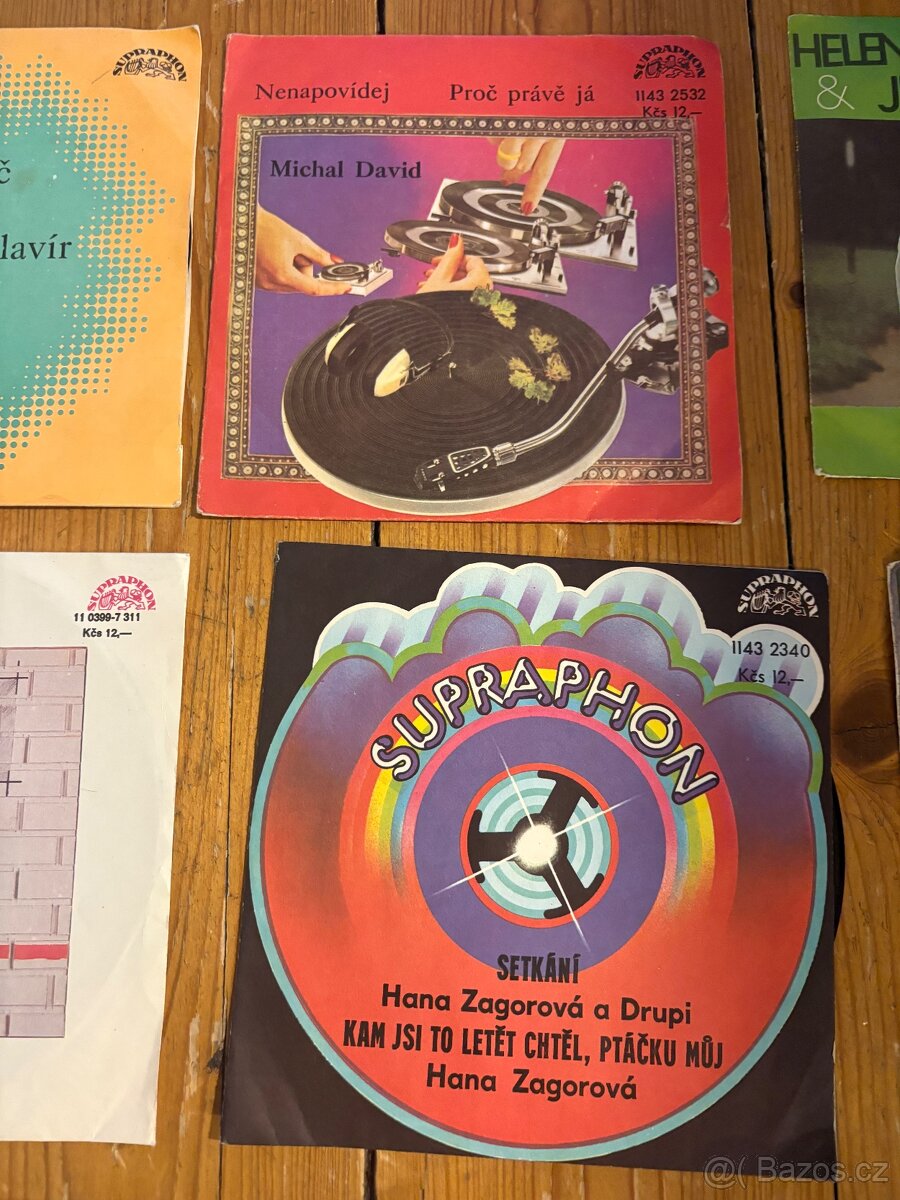 SUPRAPHON
č
lavír
SUPRAPHON
Nenapovídej Proč právě já
1143 2532
Kčs 12,—
Michal David
HELEN
& J
SUPRAPHON
11 0399-7 311
Kčs 12,—
SUPRAPHON
1143 2340
Kčs 12,—
SUPRAPHON
SETKÁNÍ
Hana Zagorová a Drupi
KAM JSI TO LETĚT CHTĚL, PTÁČKU MŮJ
Hana Zagorová
@( Bazos.cz